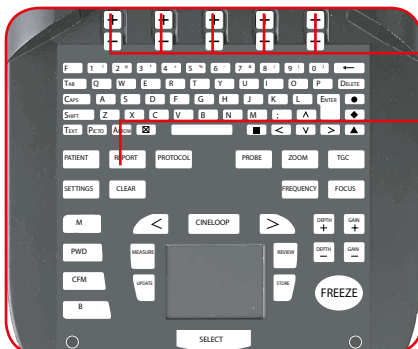 + + + + +
− − − − −
F 1 ! 2 @ 3 # 4 $ 5 % 6 ^ 7 & 8 / 9 ( 0 ) ←
TAB Q W E R T Y U I O P DELETE
CAPS A S D F G H J K L ENTER ●
SHIFT Z X C V B N M ; ∧ ◆
TEXT PICTO ARROW ⊠ ■ < ∨ > ▲
PATIENT REPORT PROTOCOL PROBE ZOOM TGC
SETTINGS CLEAR FREQUENCY FOCUS
M < CINELOOP > DEPTH + GAIN +
PWD MEASURE REVIEW DEPTH − GAIN −
CFM UPDATE STORE FREEZE
B
SELECT